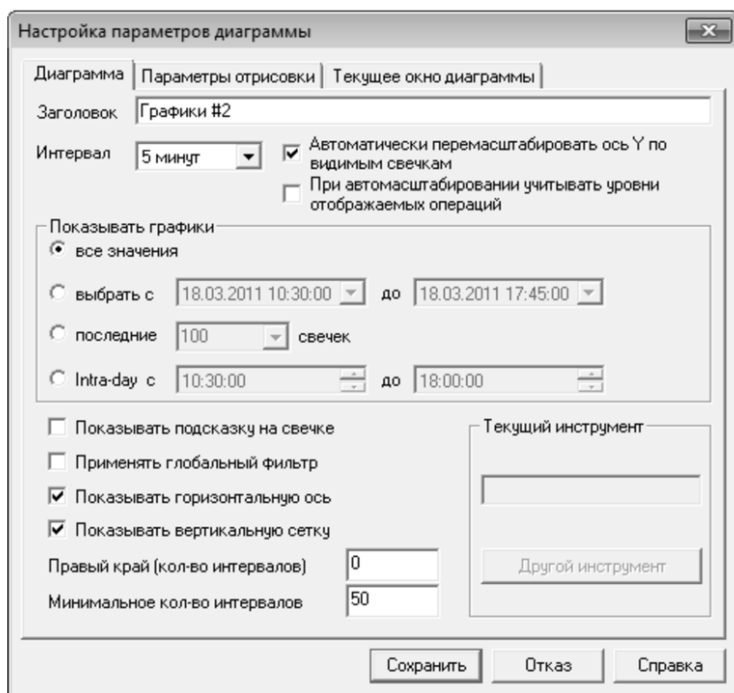 Настройка параметров диаграммы
Диаграмма Параметры отрисовки Текущее окно диаграммы
Заголовок Графики #2
Интервал 5 минут Автоматически перемасштабировать ось Y по
видимым свечкам
При автомасштабировании учитывать уровни
отображаемых операций
Показывать графики
все значения
выбрать с 18.03.2011 10:30:00 до 18.03.2011 17:45:00
последние 100 свечек
Intra-day с 10:30:00 до 18:00:00
Показывать подсказку на свечке
Применять глобальный фильтр
Показывать горизонтальную ось
Показывать вертикальную сетку
Правый край (кол-во интервалов) 0
Минимальное кол-во интервалов 50
Текущий инструмент
Другой инструмент
Сохранить Отказ Справка